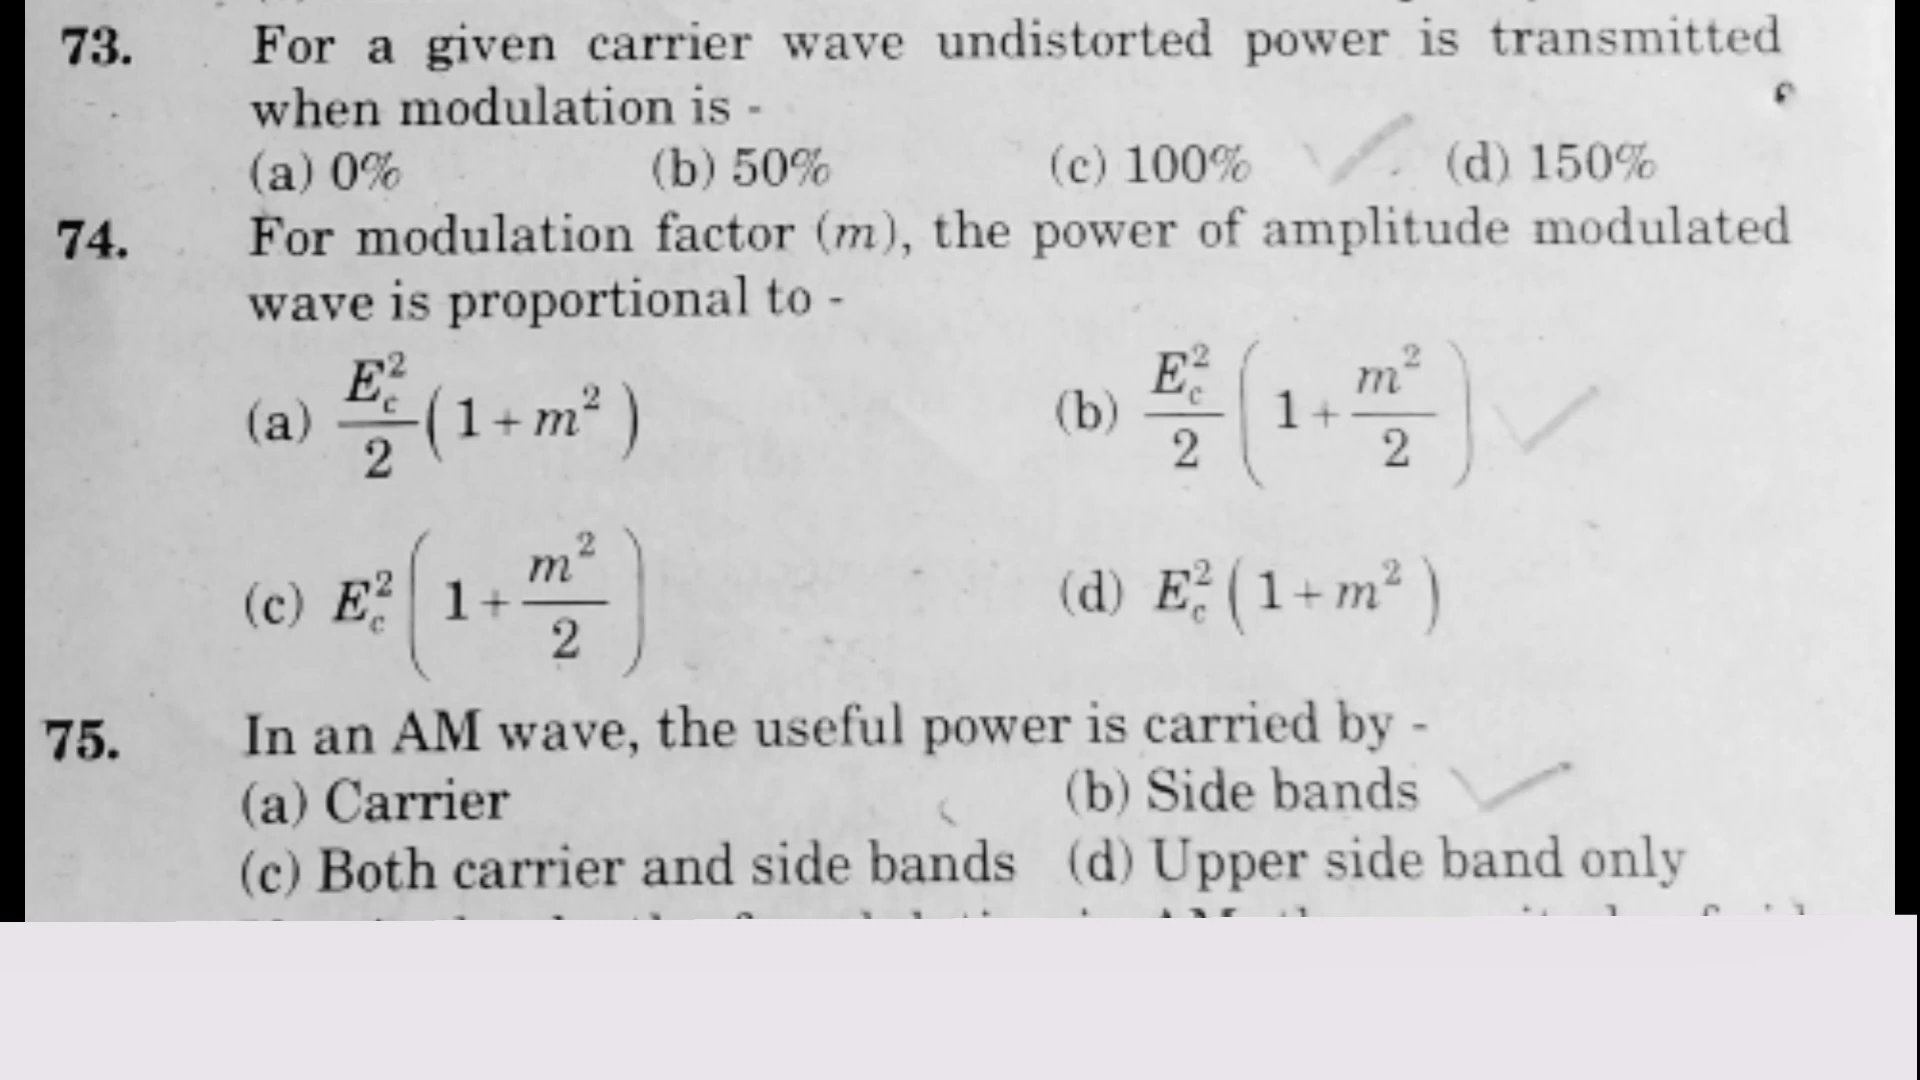 73. For a given carrier wave undistorted power is transmitted
when modulation is -
(a) 0% (b) 50% (c) 100% (d) 150%
74. For modulation factor (m), the power of amplitude modulated
wave is proportional to -
(a) E_c^2/2 (1 + m^2) (b) E_c^2/2 (1 + m^2/2)
(c) E_c^2 (1 + m^2/2) (d) E_c^2 (1 + m^2)
75. In an AM wave, the useful power is carried by -
(a) Carrier (b) Side bands
(c) Both carrier and side bands (d) Upper side band only